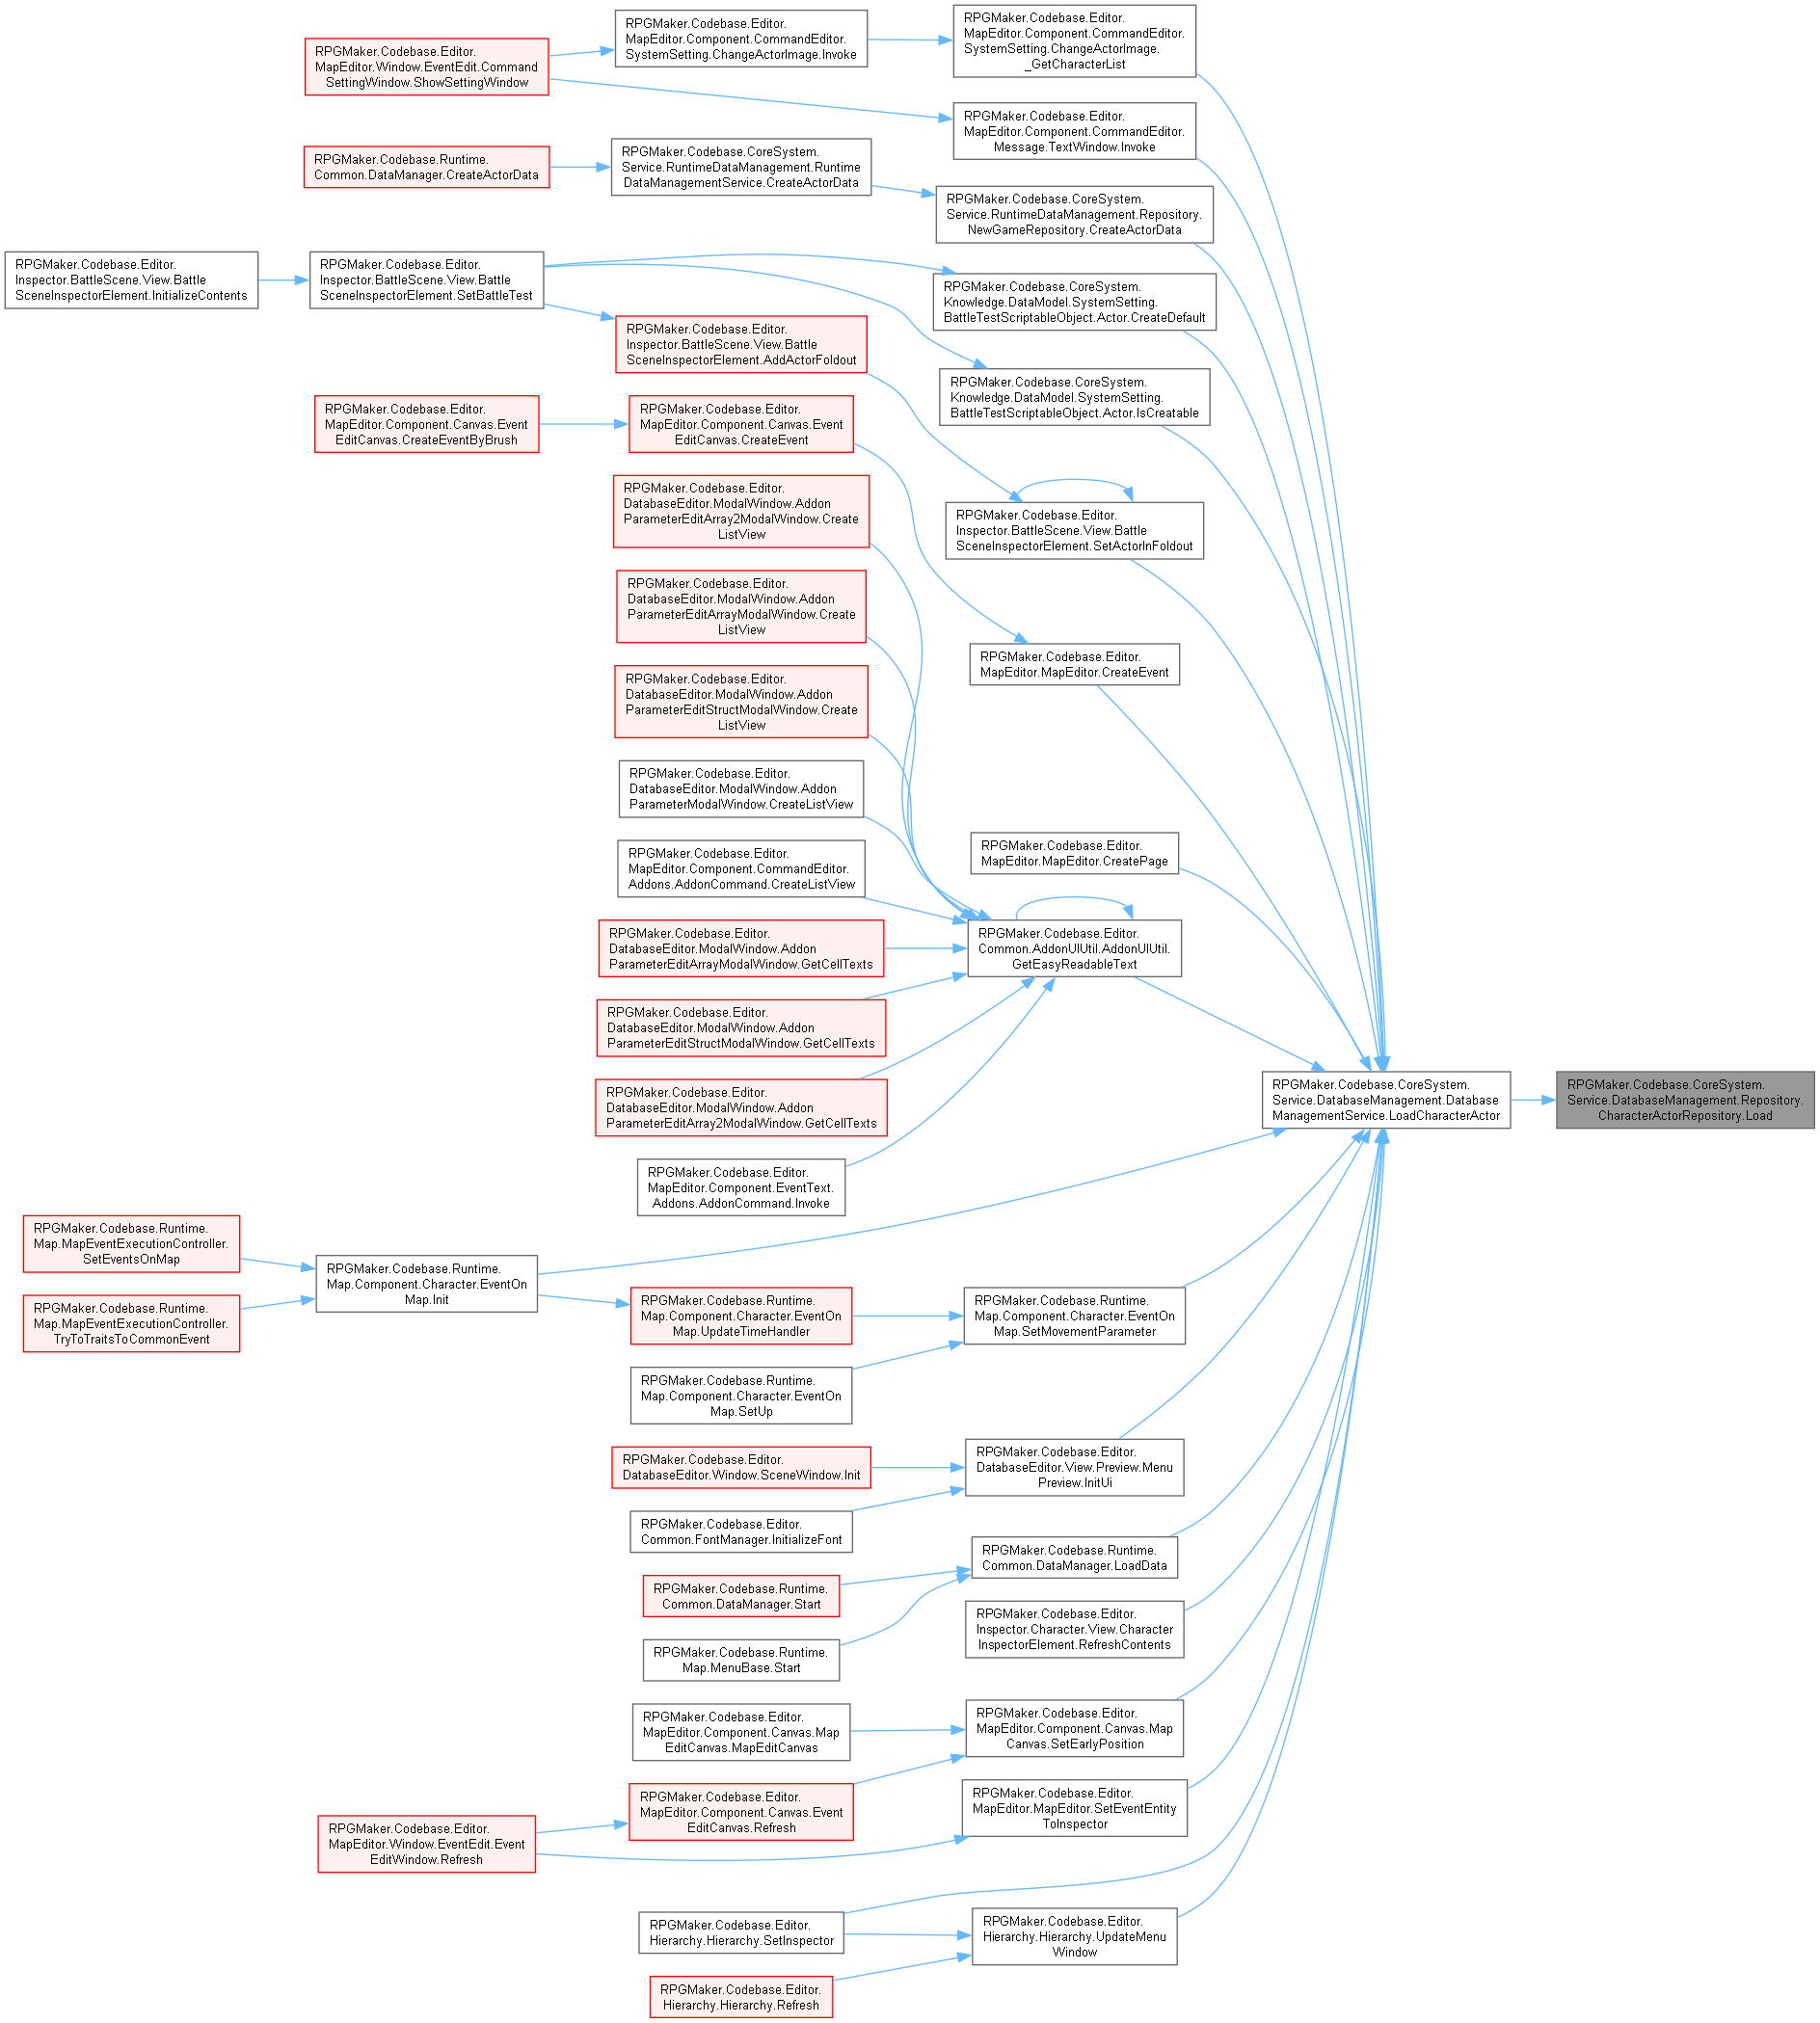 RPGMaker.Codebase.Editor.
MapEditor.Component.CommandEditor.
SystemSetting.ChangeActorImage.
_GetCharacterList
RPGMaker.Codebase.Editor.
MapEditor.Component.CommandEditor.
SystemSetting.ChangeActorImage.Invoke
RPGMaker.Codebase.Editor.
MapEditor.Window.EventEdit.Command
SettingWindow.ShowSettingWindow
RPGMaker.Codebase.Editor.
MapEditor.Component.CommandEditor.
Message.TextWindow.Invoke
RPGMaker.Codebase.Runtime.
Common.DataManager.CreateActorData
RPGMaker.Codebase.CoreSystem.
Service.RuntimeDataManagement.Runtime
DataManagementService.CreateActorData
RPGMaker.Codebase.CoreSystem.
Service.RuntimeDataManagement.Repository.
NewGameRepository.CreateActorData
RPGMaker.Codebase.Editor.
Inspector.BattleScene.View.Battle
SceneInspectorElement.InitializeContents
RPGMaker.Codebase.Editor.
Inspector.BattleScene.View.Battle
SceneInspectorElement.SetBattleTest
RPGMaker.Codebase.CoreSystem.
Knowledge.DataModel.SystemSetting.
BattleTestScriptableObject.Actor.CreateDefault
RPGMaker.Codebase.Editor.
Inspector.BattleScene.View.Battle
SceneInspectorElement.AddActorFoldout
RPGMaker.Codebase.CoreSystem.
Knowledge.DataModel.SystemSetting.
BattleTestScriptableObject.Actor.IsCreatable
RPGMaker.Codebase.Editor.
MapEditor.Component.Canvas.Event
EditCanvas.CreateEventByBrush
RPGMaker.Codebase.Editor.
MapEditor.Component.Canvas.Event
EditCanvas.CreateEvent
RPGMaker.Codebase.Editor.
DatabaseEditor.ModalWindow.Addon
ParameterEditArray2ModalWindow.Create
ListView
RPGMaker.Codebase.Editor.
Inspector.BattleScene.View.Battle
SceneInspectorElement.SetActorInFoldout
RPGMaker.Codebase.Editor.
DatabaseEditor.ModalWindow.Addon
ParameterEditArrayModalWindow.Create
ListView
RPGMaker.Codebase.Editor.
MapEditor.MapEditor.CreateEvent
RPGMaker.Codebase.Editor.
DatabaseEditor.ModalWindow.Addon
ParameterEditStructModalWindow.Create
ListView
RPGMaker.Codebase.Editor.
DatabaseEditor.ModalWindow.Addon
ParameterModalWindow.CreateListView
RPGMaker.Codebase.Editor.
MapEditor.MapEditor.CreatePage
RPGMaker.Codebase.Editor.
MapEditor.Component.CommandEditor.
Addons.AddonCommand.CreateListView
RPGMaker.Codebase.Editor.
DatabaseEditor.ModalWindow.Addon
ParameterEditArrayModalWindow.GetCellTexts
RPGMaker.Codebase.Editor.
Common.AddonUIUtil.AddonUIUtil.
GetEasyReadableText
RPGMaker.Codebase.Editor.
DatabaseEditor.ModalWindow.Addon
ParameterEditStructModalWindow.GetCellTexts
RPGMaker.Codebase.Editor.
DatabaseEditor.ModalWindow.Addon
ParameterEditArray2ModalWindow.GetCellTexts
RPGMaker.Codebase.CoreSystem.
Service.DatabaseManagement.Database
ManagementService.LoadCharacterActor
RPGMaker.Codebase.CoreSystem.
Service.DatabaseManagement.Repository.
CharacterActorRepository.Load
RPGMaker.Codebase.Editor.
MapEditor.Component.EventText.
Addons.AddonCommand.Invoke
RPGMaker.Codebase.Runtime.
Map.MapEventExecutionController.
SetEventsOnMap
RPGMaker.Codebase.Runtime.
Map.Component.Character.EventOn
Map.Init
RPGMaker.Codebase.Runtime.
Map.MapEventExecutionController.
TryToTraitsToCommonEvent
RPGMaker.Codebase.Runtime.
Map.Component.Character.EventOn
Map.UpdateTimeHandler
RPGMaker.Codebase.Runtime.
Map.Component.Character.EventOn
Map.SetMovementParameter
RPGMaker.Codebase.Runtime.
Map.Component.Character.EventOn
Map.SetUp
RPGMaker.Codebase.Editor.
DatabaseEditor.Window.SceneWindow.Init
RPGMaker.Codebase.Editor.
DatabaseEditor.View.Preview.Menu
Preview.InitUi
RPGMaker.Codebase.Editor.
Common.FontManager.InitializeFont
RPGMaker.Codebase.Runtime.
Common.DataManager.LoadData
RPGMaker.Codebase.Runtime.
Common.DataManager.Start
RPGMaker.Codebase.Editor.
Inspector.Character.View.Character
InspectorElement.RefreshContents
RPGMaker.Codebase.Runtime.
Map.MenuBase.Start
RPGMaker.Codebase.Editor.
MapEditor.Component.Canvas.Map
EditCanvas.MapEditCanvas
RPGMaker.Codebase.Editor.
MapEditor.Component.Canvas.Map
Canvas.SetEarlyPosition
RPGMaker.Codebase.Editor.
MapEditor.Component.Canvas.Event
EditCanvas.Refresh
RPGMaker.Codebase.Editor.
MapEditor.MapEditor.SetEventEntity
ToInspector
RPGMaker.Codebase.Editor.
MapEditor.Window.EventEdit.Event
EditWindow.Refresh
RPGMaker.Codebase.Editor.
Hierarchy.Hierarchy.SetInspector
RPGMaker.Codebase.Editor.
Hierarchy.Hierarchy.UpdateMenu
Window
RPGMaker.Codebase.Editor.
Hierarchy.Hierarchy.Refresh